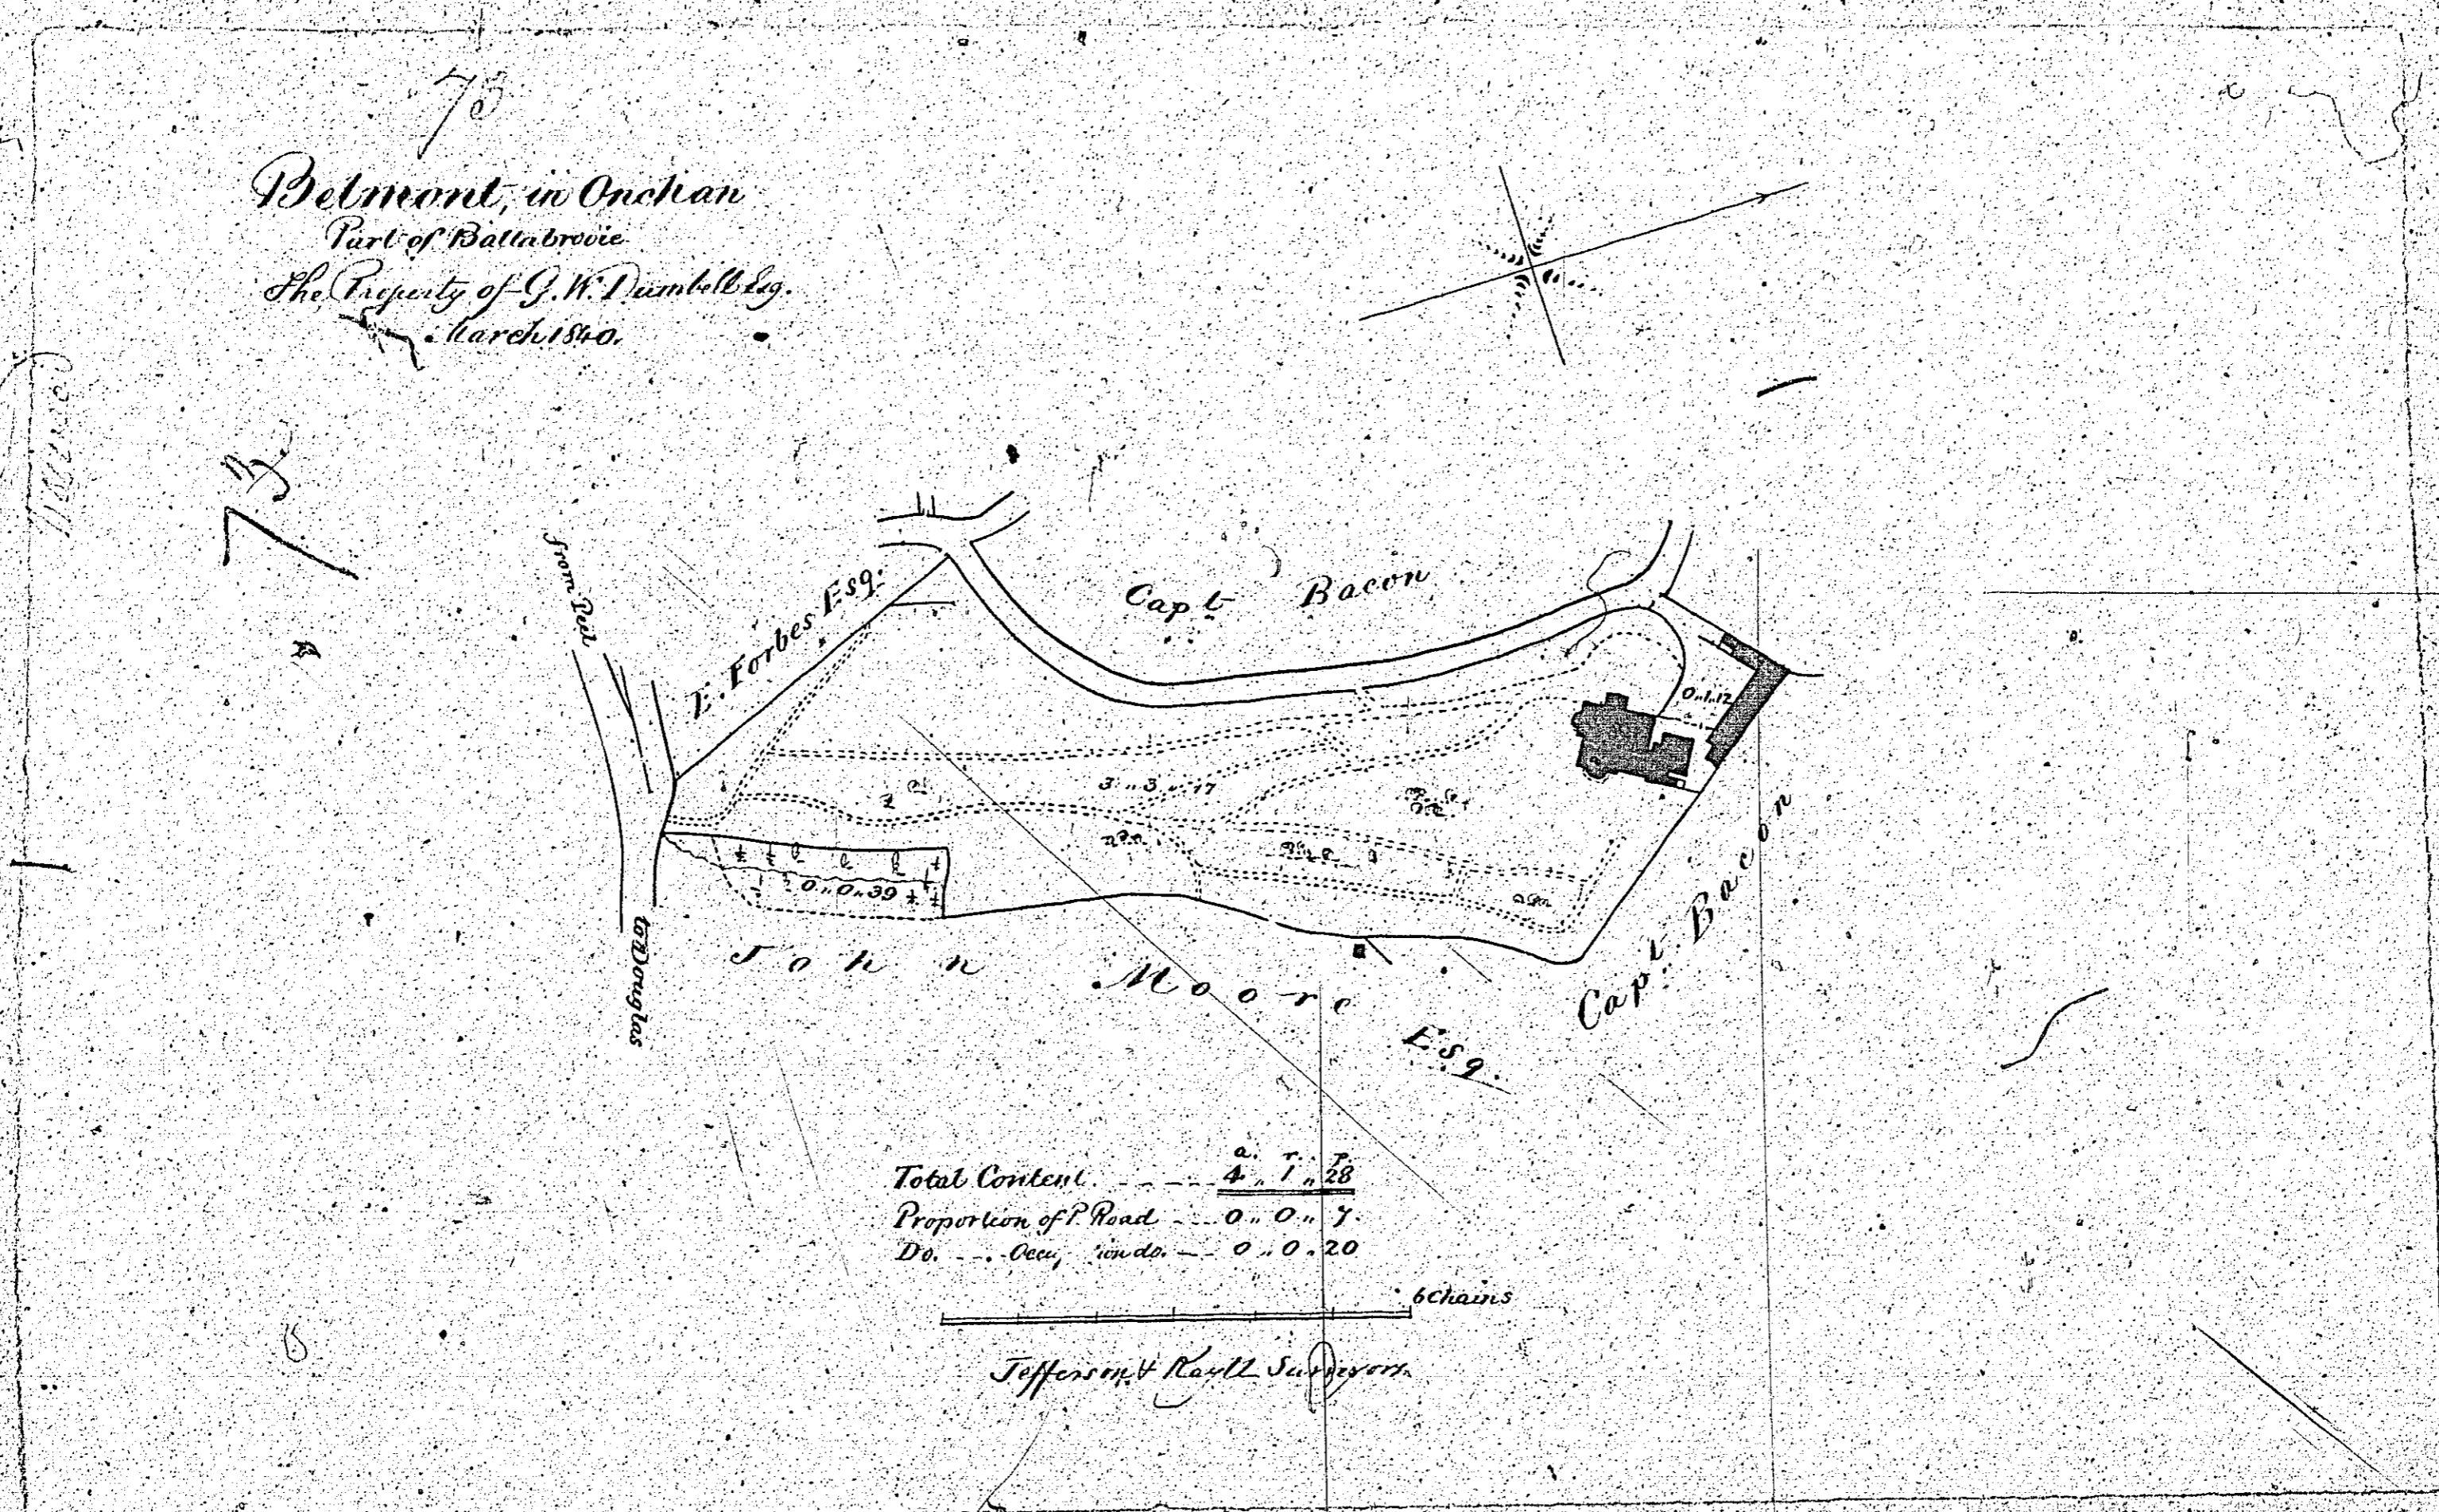 Belmont, in Onchan
Part of Ballabrooie
The Property of G. W. Dumbell Esq.
March 1840.
from Peel
E. Forbes Esq.
Capt Bacon
0,,1,,12
3,,3,,17
0,,0,,39
to Douglas
John Moore Esq.
Capt Bacon
a. r. p.
Total Content. 4,,1,,28
Proportion of P. Road 0,,0,,7.
Do. do. 0,,0,,20
6 Chains
Jefferson & Surveyors.